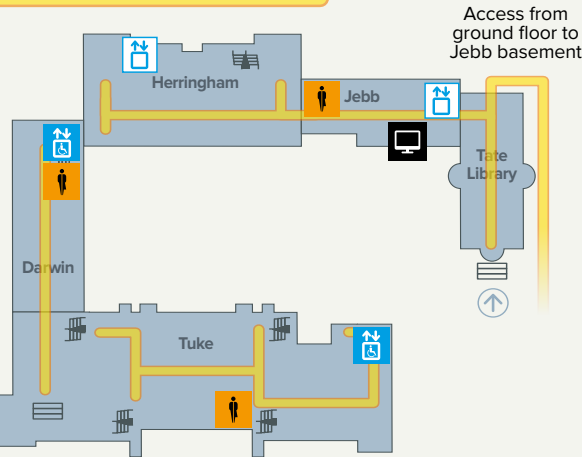 Access from
ground floor to
Jebb basement
Herringham
Jebb
Tate
Library
Darwin
Tuke